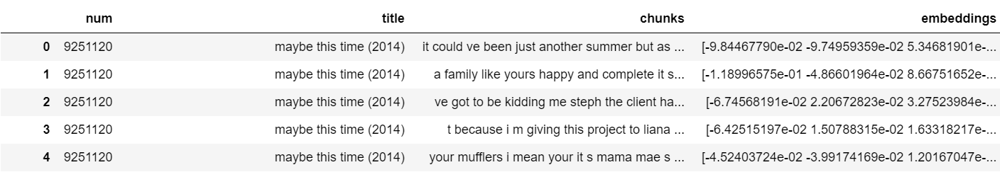 num title chunks embeddings
0 9251120 maybe this time (2014) it could ve been just another summer but as ... [-9.84467790e-02 -9.74959359e-02 5.34681901e-...
1 9251120 maybe this time (2014) a family like yours happy and complete it s... [-1.18996575e-01 -4.86601964e-02 8.66751652e-...
2 9251120 maybe this time (2014) ve got to be kidding me steph the client ha... [-6.74568191e-02 2.20672823e-02 3.27523984e-...
3 9251120 maybe this time (2014) t because i m giving this project to liana ... [-6.42515197e-02 1.50788315e-02 1.63318217e-...
4 9251120 maybe this time (2014) your mufflers i mean your it s mama mae s ... [-4.52403724e-02 -3.99174169e-02 1.20167047e-...